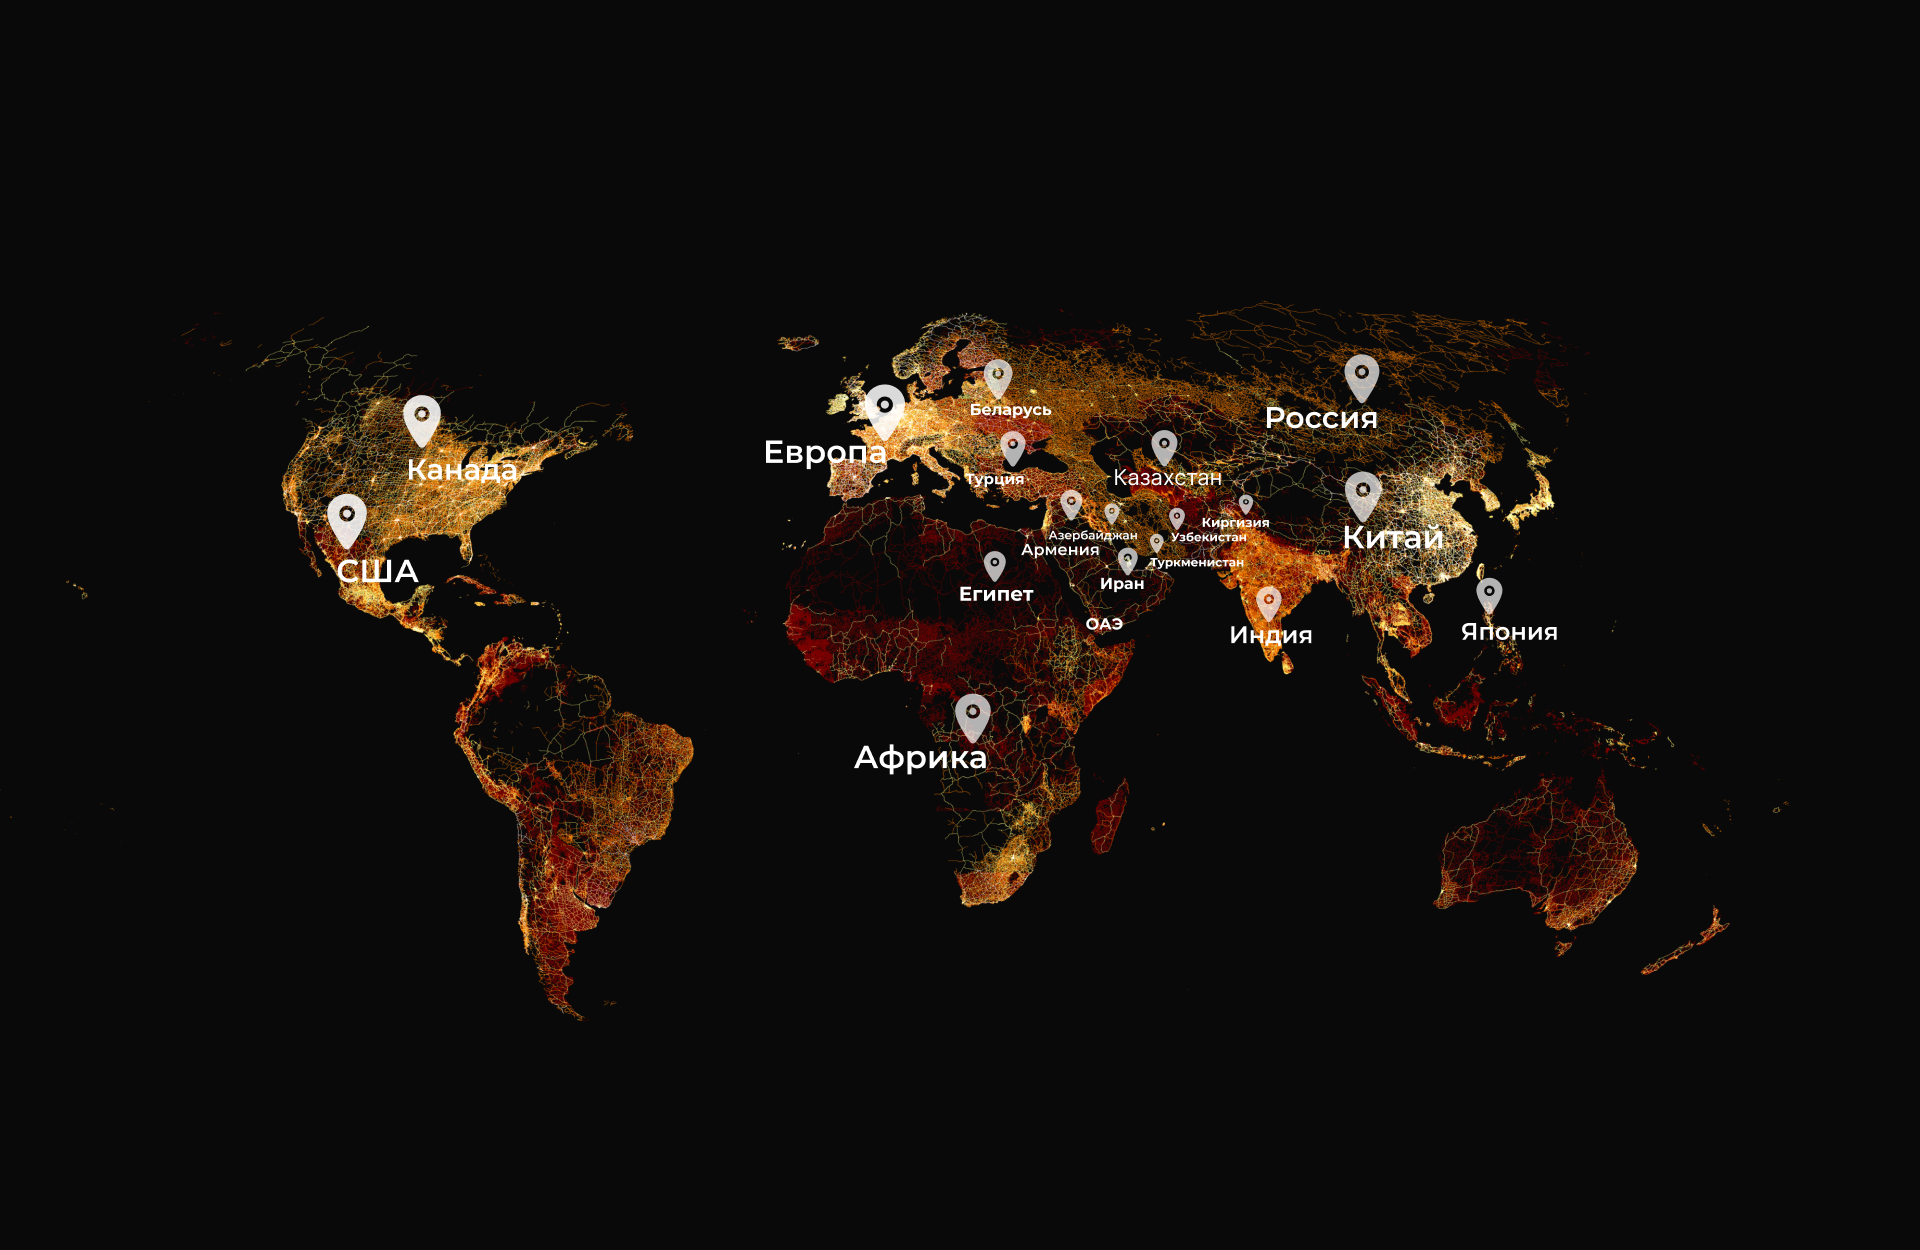 Беларусь
Россия
Европа
Канада
Турция
Казахстан
Киргизия
Азербайджан
Узбекистан
Китай
Армения
Туркменистан
США
Иран
Египет
ОАЭ
Индия
Япония
Африка